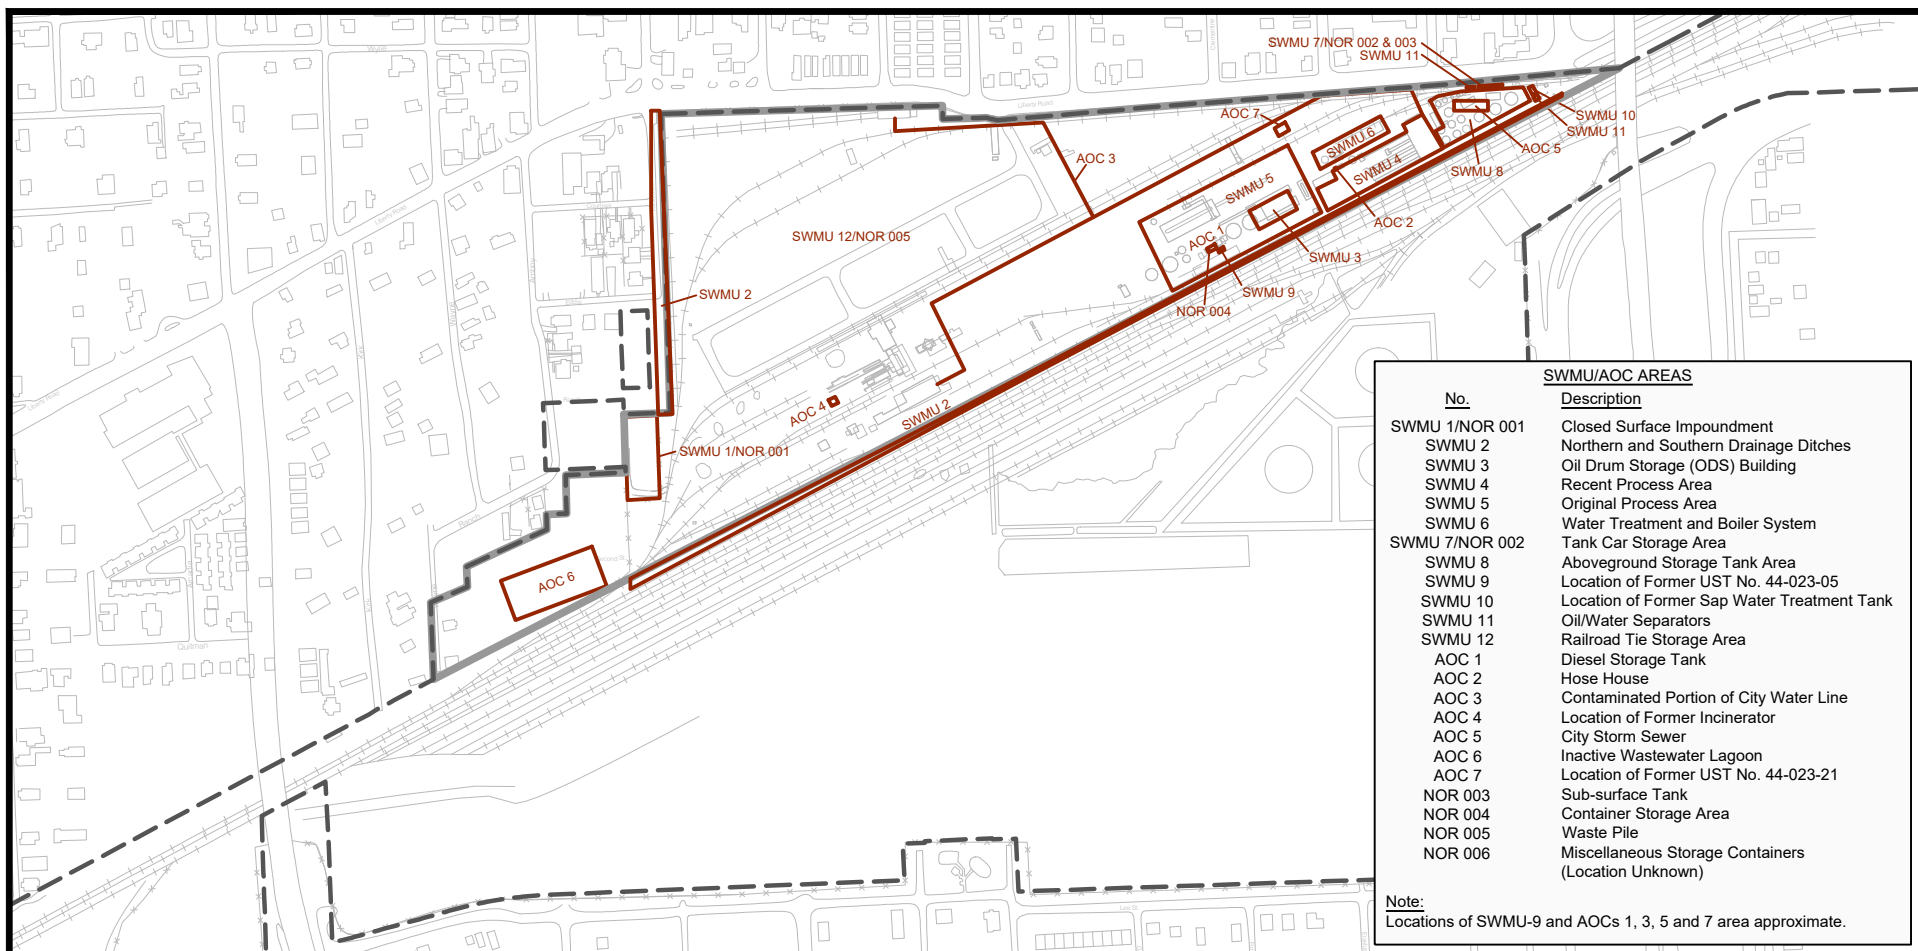 SWMU 7/NOR 002 & 003
SWMU 11
Liberty Road
AOC 7
SWMU 10
SWMU 11
SWMU 6
AOC 5
AOC 3
SWMU 4
SWMU 8
SWMU 5
Liberty Road
AOC 2
SWMU 12/NOR 005
AOC 1
SWMU 3
SWMU 2
SWMU 9
NOR 004
Liberty Road
AOC 4
SWMU 2
SWMU 1/NOR 001
AOC 6
Quitman
SWMU/AOC AREAS
No. Description
SWMU 1/NOR 001 Closed Surface Impoundment
SWMU 2 Northern and Southern Drainage Ditches
SWMU 3 Oil Drum Storage (ODS) Building
SWMU 4 Recent Process Area
SWMU 5 Original Process Area
SWMU 6 Water Treatment and Boiler System
SWMU 7/NOR 002 Tank Car Storage Area
SWMU 8 Aboveground Storage Tank Area
SWMU 9 Location of Former UST No. 44-023-05
SWMU 10 Location of Former Sap Water Treatment Tank
SWMU 11 Oil/Water Separators
SWMU 12 Railroad Tie Storage Area
AOC 1 Diesel Storage Tank
AOC 2 Hose House
AOC 3 Contaminated Portion of City Water Line
AOC 4 Location of Former Incinerator
AOC 5 City Storm Sewer
AOC 6 Inactive Wastewater Lagoon
AOC 7 Location of Former UST No. 44-023-21
NOR 003 Sub-surface Tank
NOR 004 Container Storage Area
NOR 005 Waste Pile
NOR 006 Miscellaneous Storage Containers
(Location Unknown)
Note:
Locations of SWMU-9 and AOCs 1, 3, 5 and 7 area approximate.